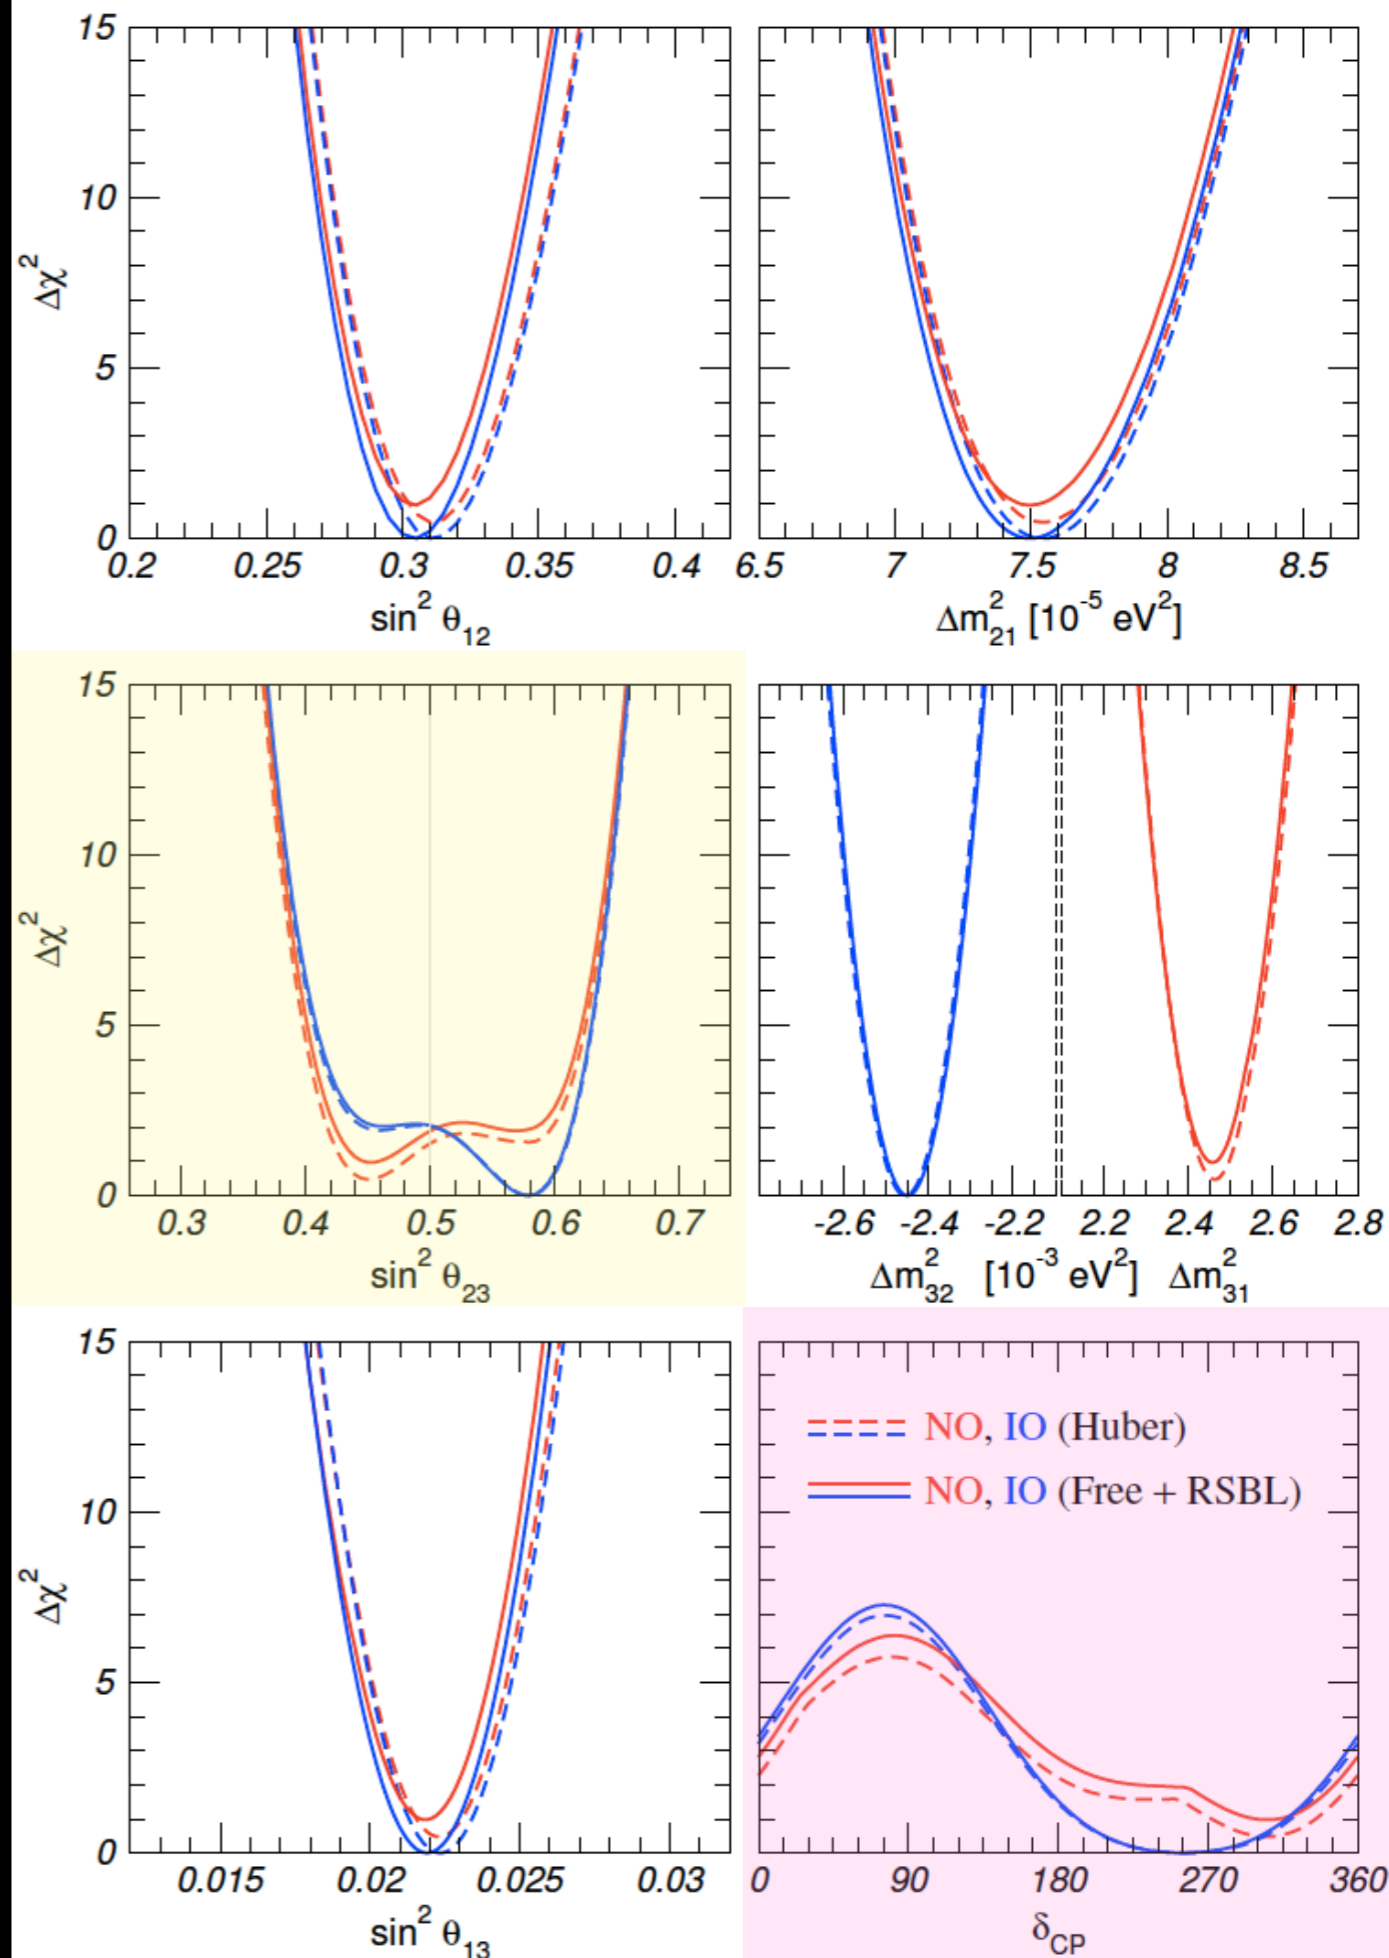 15
10
5
0
Δχ²
0.2 0.25 0.3 0.35 0.4
sin² θ₁₂
6.5 7 7.5 8 8.5
Δm²₂₁ [10⁻⁵ eV²]
15
10
5
0
Δχ²
0.3 0.4 0.5 0.6 0.7
sin² θ₂₃
-2.6 -2.4 -2.2 2.2 2.4 2.6 2.8
Δm²₃₂ [10⁻³ eV²] Δm²₃₁
15
10
5
0
Δχ²
0.015 0.02 0.025 0.03
sin² θ₁₃
NO, IO (Huber)
NO, IO (Free + RSBL)
0 90 180 270 360
δCP